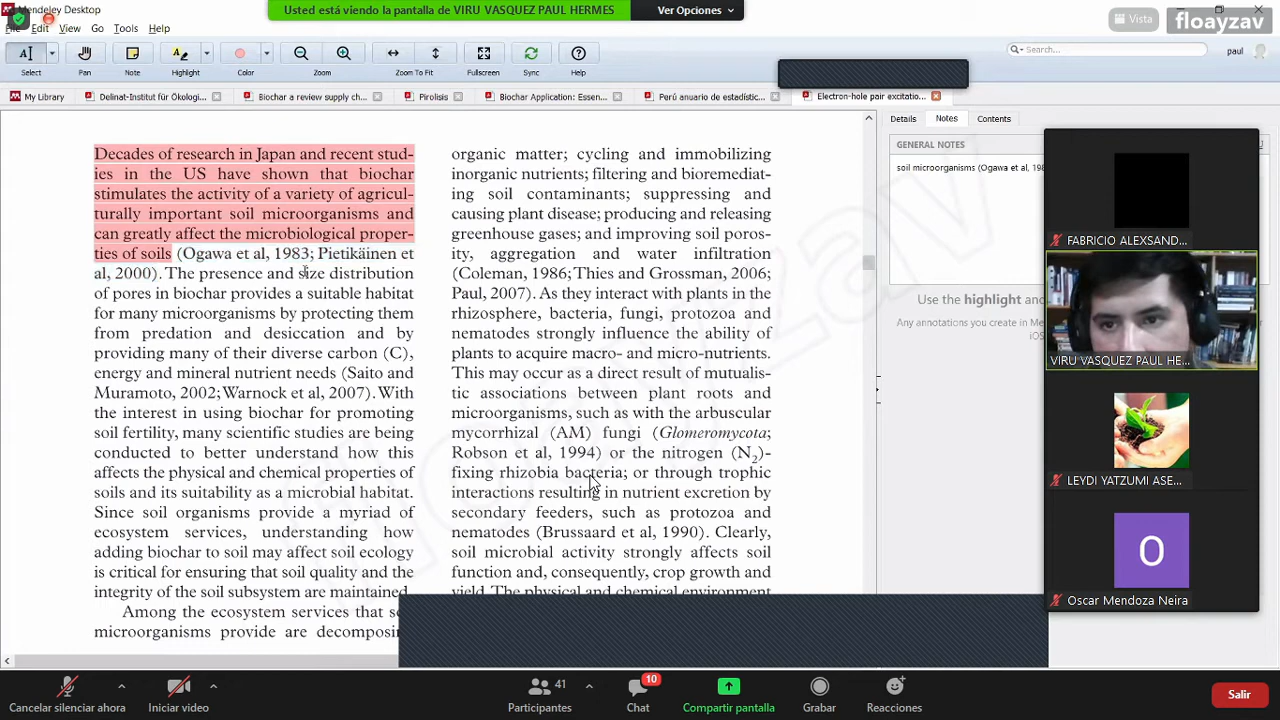 Mendeley Desktop
Usted está viendo la pantalla de VIRU VASQUEZ PAUL HERMES
Ver Opciones
Vista
floayzav
File Edit View Go Tools Help
Select
Pan
Note
Highlight
Color
Zoom
Zoom To Fit
Fullscreen
Sync
Help
Search...
paul
My Library
Delinat-Institut für Ökologi...
Biochar a review supply ch...
Pirolisis
Biochar Application: Essen...
Perú anuario de estadístic...
Electron-hole pair excitatio...
Decades of research in Japan and recent stud-
ies in the US have shown that biochar
stimulates the activity of a variety of agricul-
turally important soil microorganisms and
can greatly affect the microbiological proper-
ties of soils (Ogawa et al, 1983; Pietikäinen et
al, 2000). The presence and size distribution
of pores in biochar provides a suitable habitat
for many microorganisms by protecting them
from predation and desiccation and by
providing many of their diverse carbon (C),
energy and mineral nutrient needs (Saito and
Muramoto, 2002; Warnock et al, 2007). With
the interest in using biochar for promoting
soil fertility, many scientific studies are being
conducted to better understand how this
affects the physical and chemical properties of
soils and its suitability as a microbial habitat.
Since soil organisms provide a myriad of
ecosystem services, understanding how
adding biochar to soil may affect soil ecology
is critical for ensuring that soil quality and the
integrity of the soil subsystem are maintained.
Among the ecosystem services that so
microorganisms provide are decomposin
organic matter; cycling and immobilizing
inorganic nutrients; filtering and bioremediat-
ing soil contaminants; suppressing and
causing plant disease; producing and releasing
greenhouse gases; and improving soil poros-
ity, aggregation and water infiltration
(Coleman, 1986; Thies and Grossman, 2006;
Paul, 2007). As they interact with plants in the
rhizosphere, bacteria, fungi, protozoa and
nematodes strongly influence the ability of
plants to acquire macro- and micro-nutrients.
This may occur as a direct result of mutualis-
tic associations between plant roots and
microorganisms, such as with the arbuscular
mycorrhizal (AM) fungi (Glomeromycota;
Robson et al, 1994) or the nitrogen (N2)-
fixing rhizobia bacteria; or through trophic
interactions resulting in nutrient excretion by
secondary feeders, such as protozoa and
nematodes (Brussaard et al, 1990). Clearly,
soil microbial activity strongly affects soil
function and, consequently, crop growth and
yield. The physical and chemical environment
Details Notes Contents
GENERAL NOTES
soil microorganisms (Ogawa et al, 198
Use the highlight and
Any annotations you create in Me
iOS
FABRICIO ALEXSAND...
VIRU VASQUEZ PAUL HE...
LEYDI YATZUMI ASE...
O
Oscar Mendoza Neira
Cancelar silenciar ahora
Iniciar video
41
Participantes
10
Chat
Compartir pantalla
Grabar
Reacciones
Salir